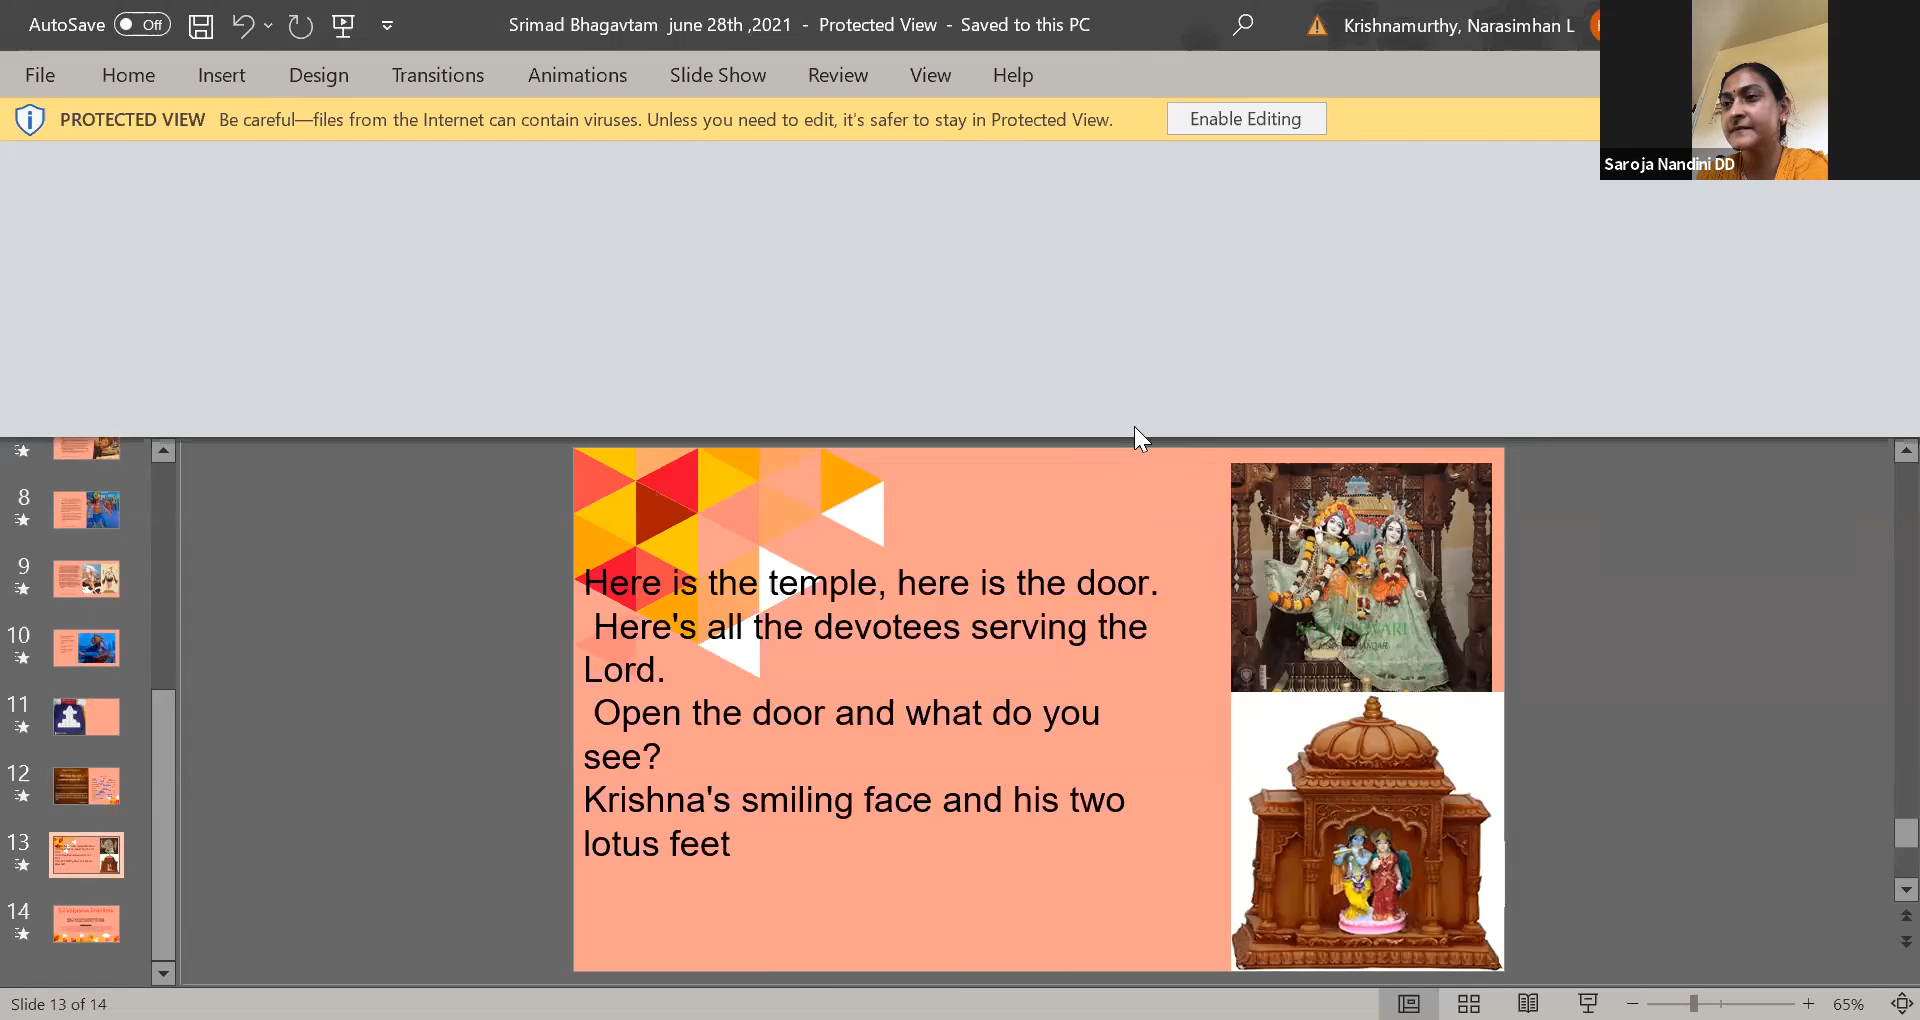 AutoSave Off Srimad Bhagavtam june 28th ,2021 - Protected View - Saved to this PC Krishnamurthy, Narasimhan L
File Home Insert Design Transitions Animations Slide Show Review View Help
PROTECTED VIEW Be careful—files from the Internet can contain viruses. Unless you need to edit, it's safer to stay in Protected View. Enable Editing
Saroja Nandini DD
8
9
10
11
12
13
14
Here is the temple, here is the door.
Here's all the devotees serving the
Lord.
Open the door and what do you
see?
Krishna's smiling face and his two
lotus feet
Slide 13 of 14
65%